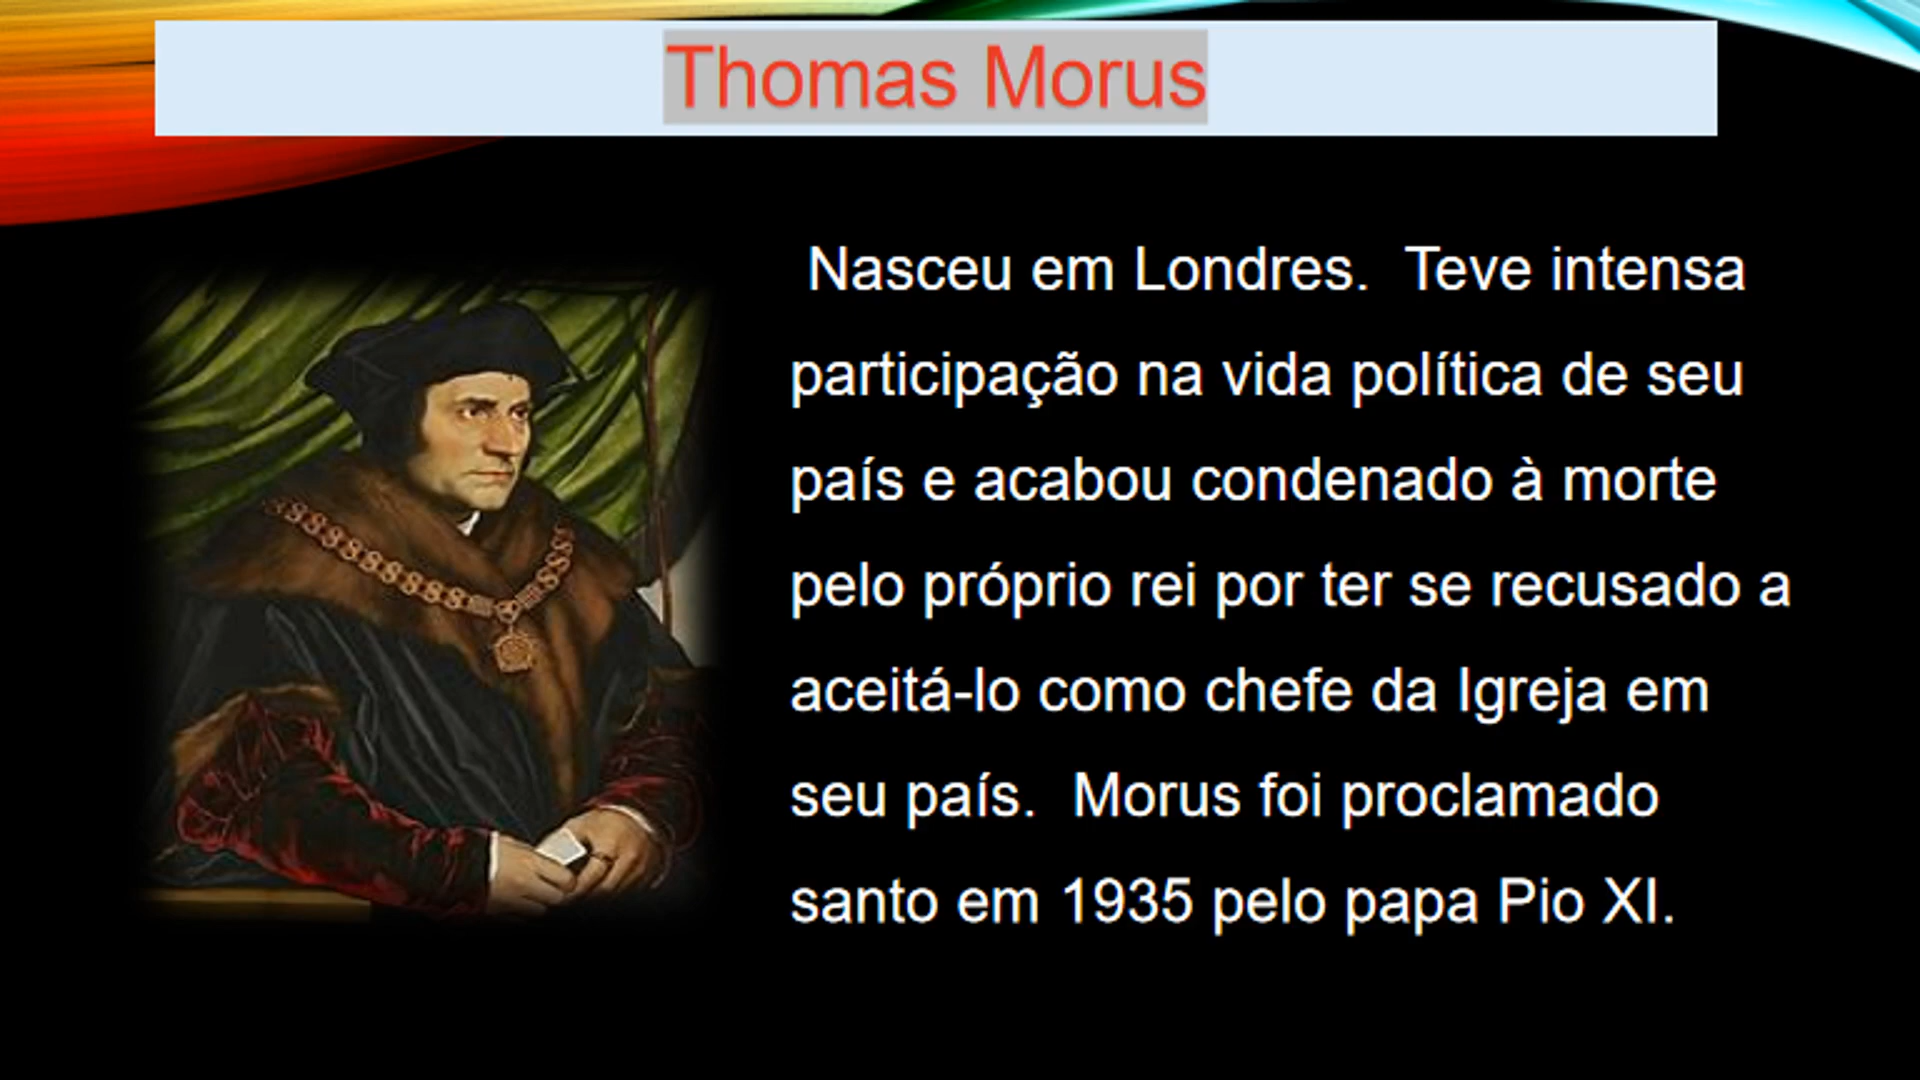 Thomas Morus
Nasceu em Londres.  Teve intensa
participação na vida política de seu
país e acabou condenado à morte
pelo próprio rei por ter se recusado a
aceitá-lo como chefe da Igreja em
seu país.  Morus foi proclamado
santo em 1935 pelo papa Pio XI.